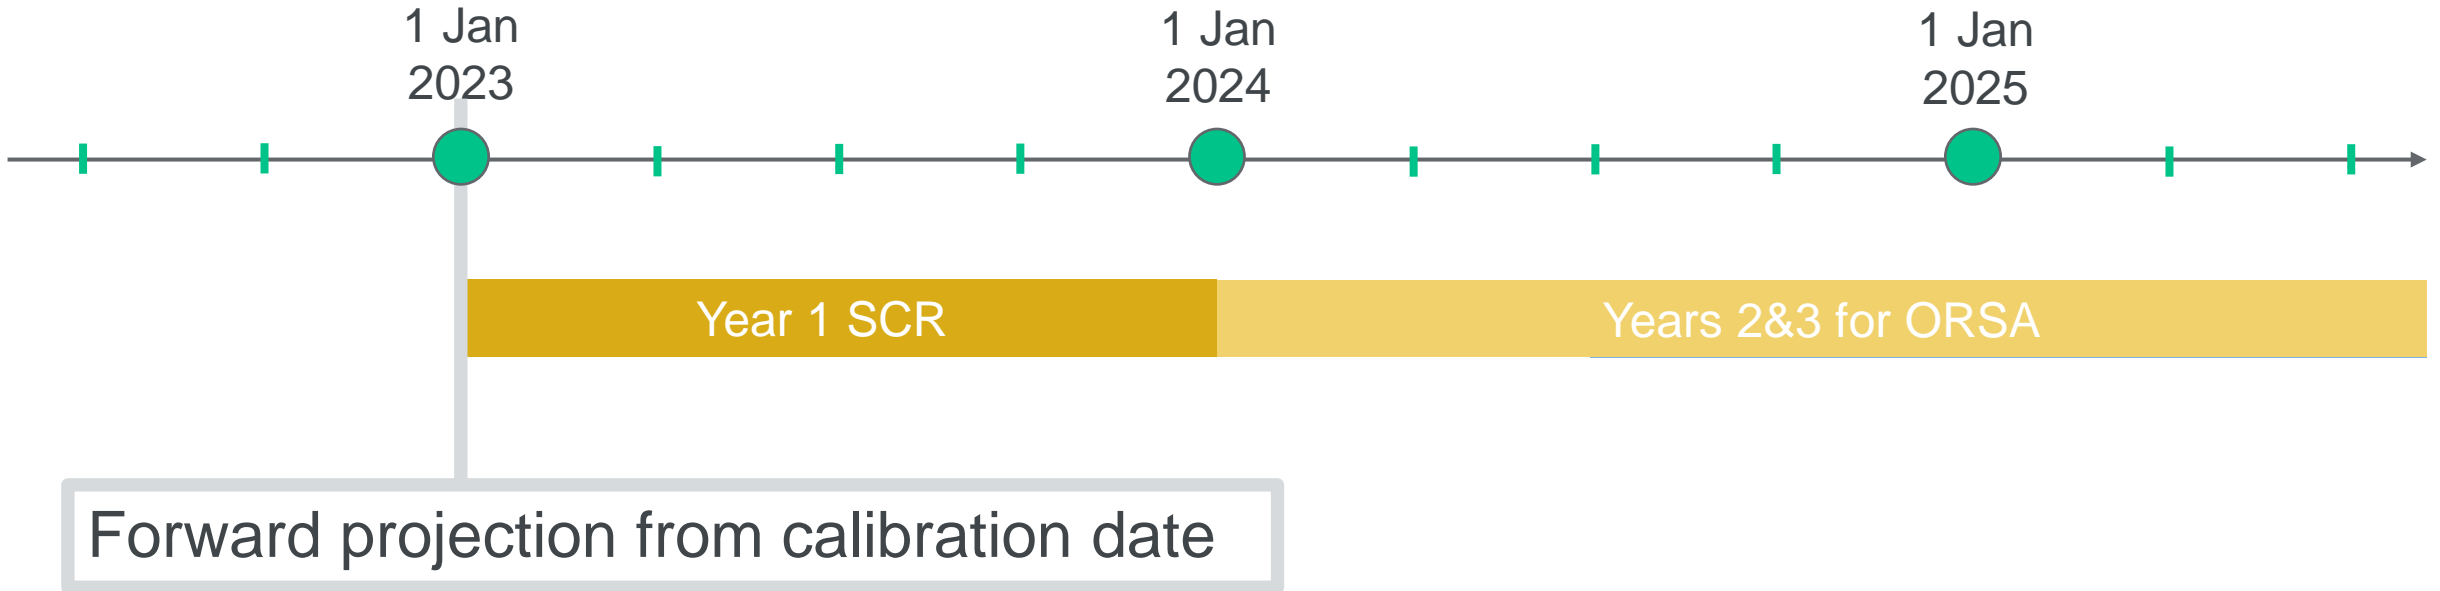 1 Jan
2023
1 Jan
2024
1 Jan
2025
Year 1 SCR
Years 2&3 for ORSA
Forward projection from calibration date